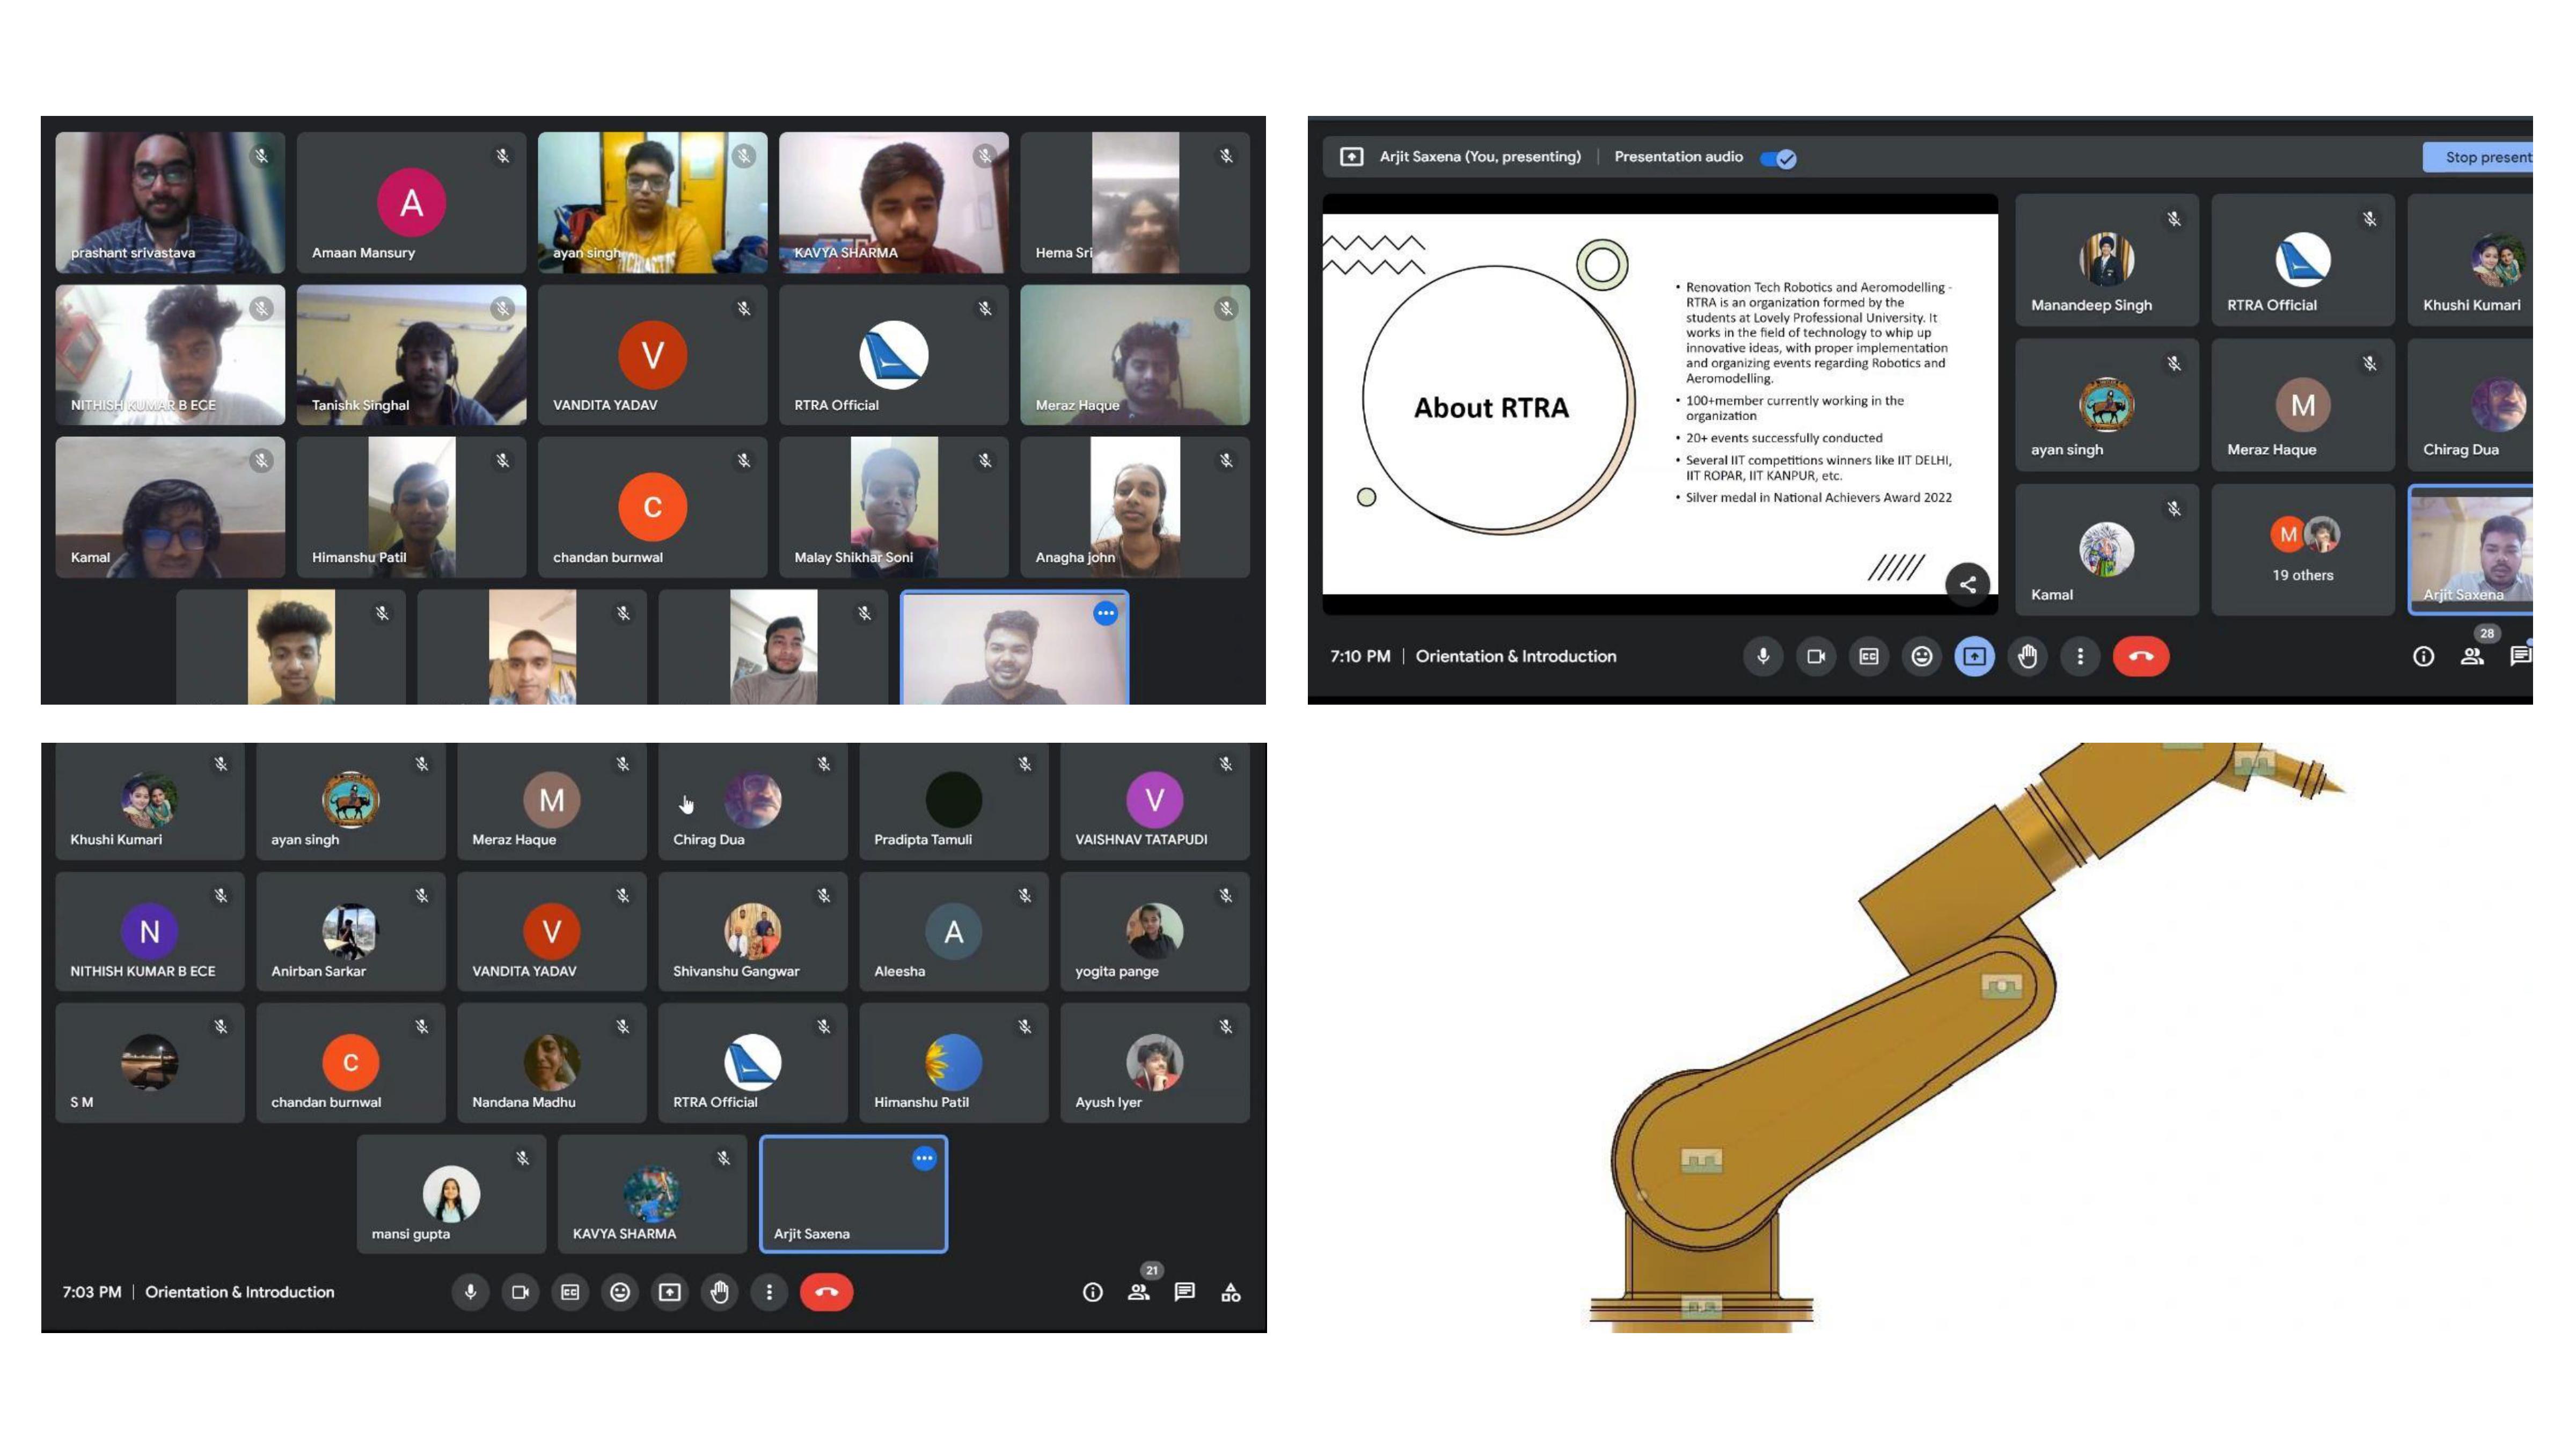 prashant srivastava
A
Amaan Mansury
ayan singh
KAVYA SHARMA
Hema Sri
NITHISH KUMAR B ECE
Tanishk Singhal
V
VANDITA YADAV
RTRA Official
Meraz Haque
Kamal
Himanshu Patil
C
chandan burnwal
Malay Shikhar Soni
Anagha john
Arjit Saxena (You, presenting)
Presentation audio
Stop present
About RTRA
• Renovation Tech Robotics and Aeromodelling -
RTRA is an organization formed by the
students at Lovely Professional University. It
works in the field of technology to whip up
innovative ideas, with proper implementation
and organizing events regarding Robotics and
Aeromodelling.
• 100+member currently working in the
organization
• 20+ events successfully conducted
• Several IIT competitions winners like IIT DELHI,
IIT ROPAR, IIT KANPUR, etc.
• Silver medal in National Achievers Award 2022
Manandeep Singh
RTRA Official
Khushi Kumari
ayan singh
M
Meraz Haque
Chirag Dua
Kamal
M
19 others
Arjit Saxena
7:10 PM | Orientation & Introduction
CC
28
Khushi Kumari
ayan singh
M
Meraz Haque
Chirag Dua
Pradipta Tamuli
V
VAISHNAV TATAPUDI
N
NITHISH KUMAR B ECE
Anirban Sarkar
V
VANDITA YADAV
Shivanshu Gangwar
A
Aleesha
yogita pange
S M
C
chandan burnwal
Nandana Madhu
RTRA Official
Himanshu Patil
Ayush Iyer
mansi gupta
KAVYA SHARMA
Arjit Saxena
7:03 PM | Orientation & Introduction
CC
21